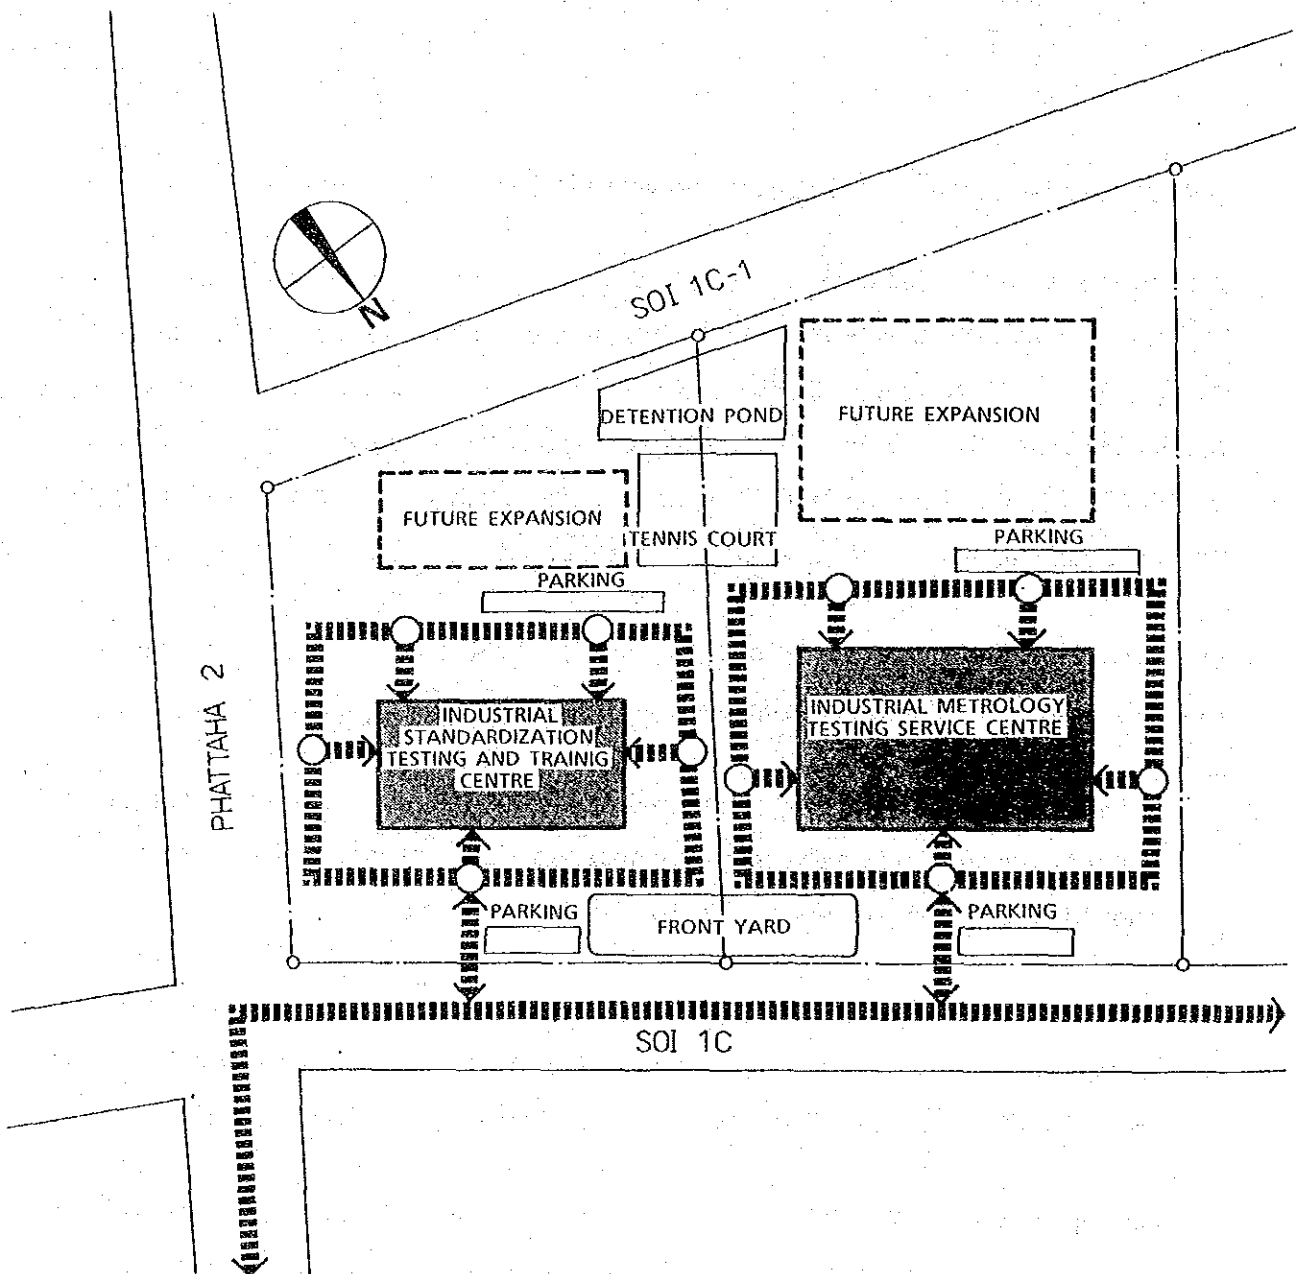 N
SOI 1C-1
DETENTION POND
FUTURE EXPANSION
FUTURE EXPANSION
TENNIS COURT
PARKING
PARKING
PHATTAHA 2
INDUSTRIAL
STANDARDIZATION
TESTING AND TRAINIG
CENTRE
INDUSTRIAL METROLOGY
TESTING SERVICE CENTRE
PARKING
FRONT YARD
PARKING
SOI 1C